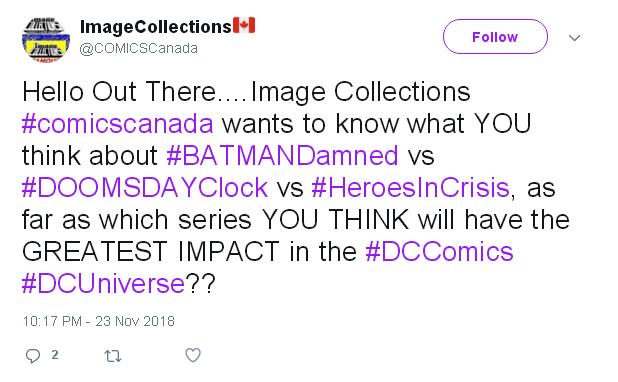 ImageCollections🇨🇦
@COMICSCanada
Follow
Hello Out There....Image Collections
#comicscanada wants to know what YOU
think about #BATMANDamned vs
#DOOMSDAYClock vs #HeroesInCrisis, as
far as which series YOU THINK will have the
GREATEST IMPACT in the #DCComics
#DCUniverse??
10:17 PM - 23 Nov 2018
2